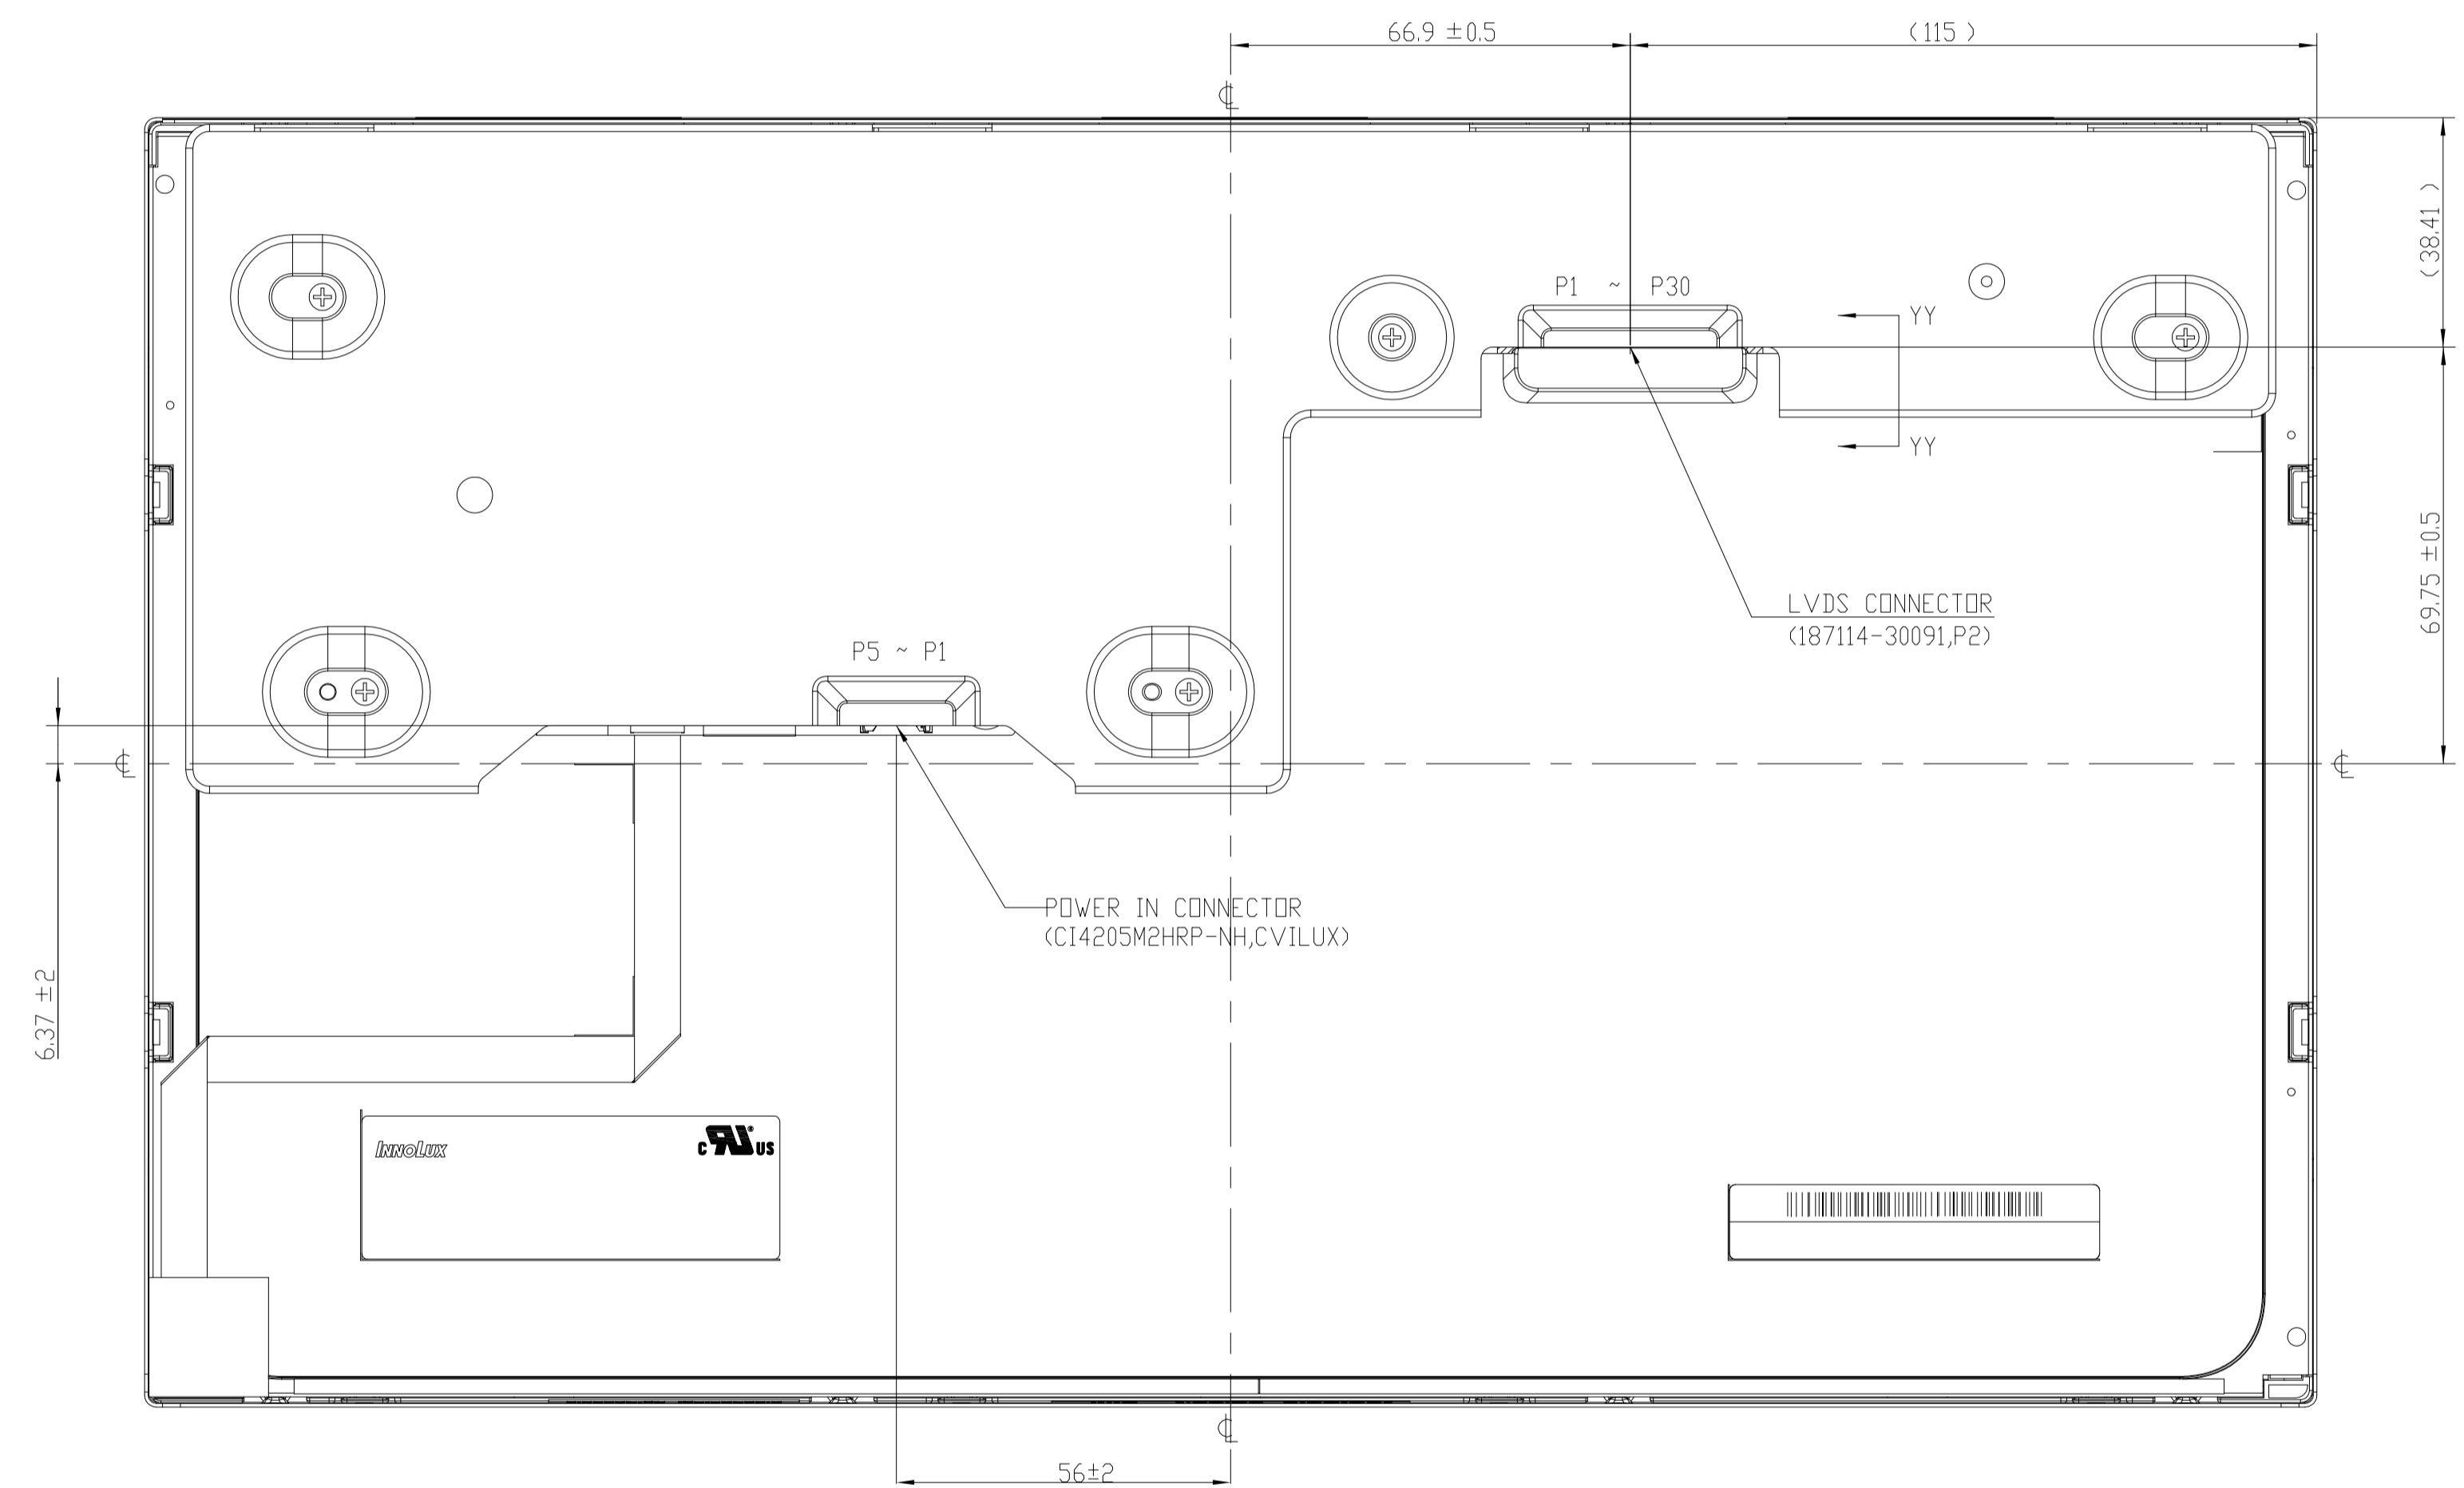 66.9 ±0.5
(115)
℄
(38.41)
P1 ~ P30
YY
YY
69.75 ±0.5
LVDS CONNECTOR
(187114-30091,P2)
P5 ~ P1
℄
℄
POWER IN CONNECTOR
(CI4205M2HRP-NH,CVILUX)
6.37 ±2
INNOLUX
C RU ® US
℄
56±2